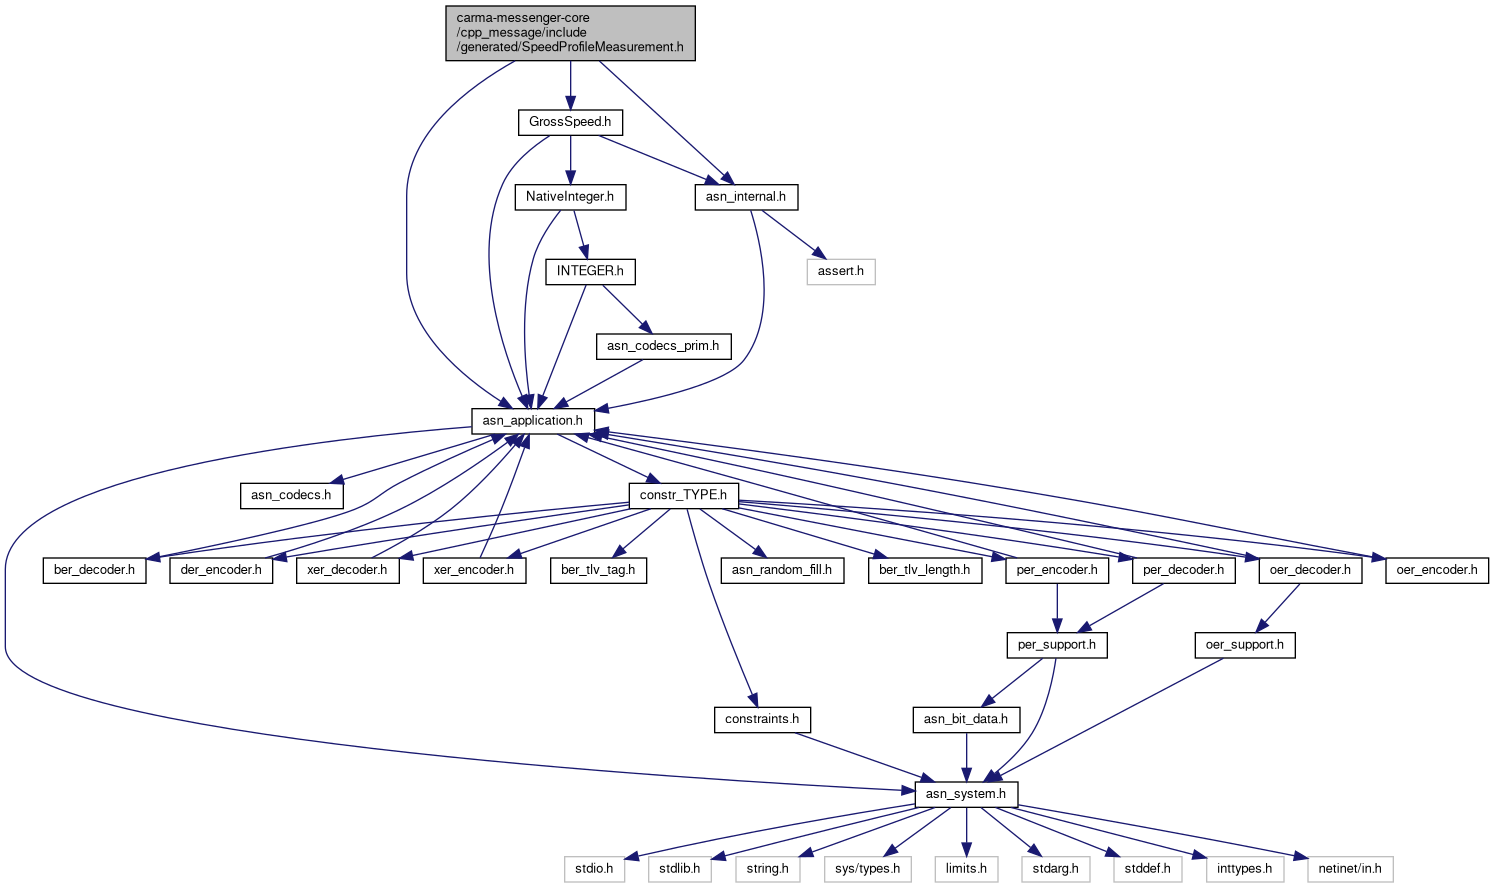 carma-messenger-core
/cpp_message/include
/generated/SpeedProfileMeasurement.h
GrossSpeed.h
NativeInteger.h
asn_internal.h
INTEGER.h
assert.h
asn_codecs_prim.h
asn_application.h
asn_codecs.h
constr_TYPE.h
ber_decoder.h
der_encoder.h
xer_decoder.h
xer_encoder.h
ber_tlv_tag.h
asn_random_fill.h
ber_tlv_length.h
per_encoder.h
per_decoder.h
oer_decoder.h
oer_encoder.h
per_support.h
oer_support.h
constraints.h
asn_bit_data.h
asn_system.h
stdio.h
stdlib.h
string.h
sys/types.h
limits.h
stdarg.h
stddef.h
inttypes.h
netinet/in.h